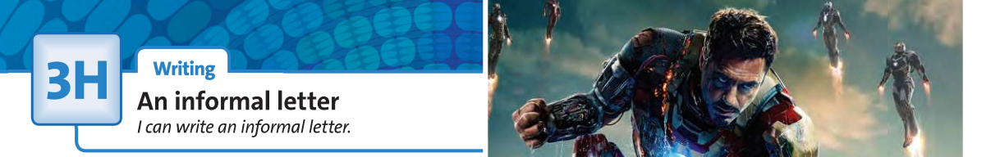 3H
Writing
An informal letter
I can write an informal letter.